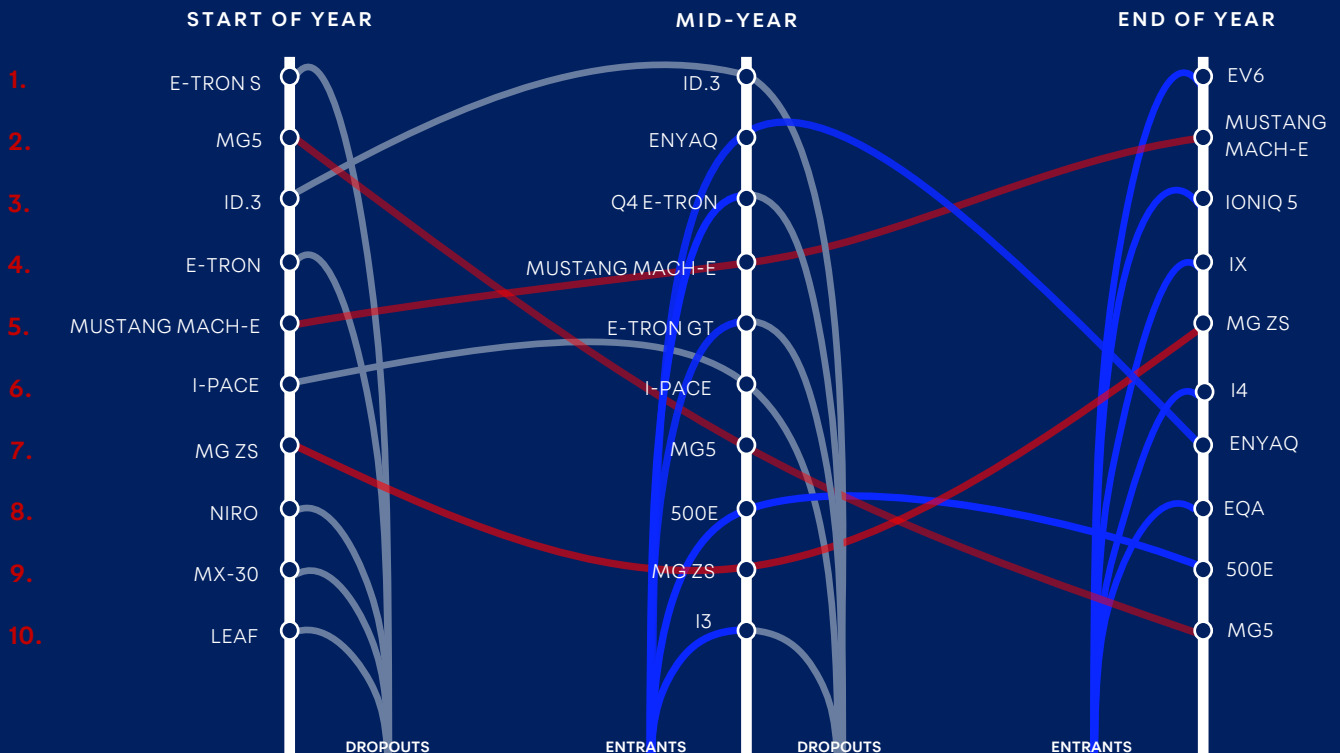 START OF YEAR
MID-YEAR
END OF YEAR
1.
E-TRON S
ID.3
EV6
2.
MG5
ENYAQ
MUSTANG
MACH-E
3.
ID.3
Q4 E-TRON
IONIQ 5
4.
E-TRON
MUSTANG MACH-E
IX
5.
MUSTANG MACH-E
E-TRON GT
MG ZS
6.
I-PACE
I-PACE
I4
7.
MG ZS
MG5
ENYAQ
8.
NIRO
500E
EQA
9.
MX-30
MG ZS
500E
10.
LEAF
I3
MG5
DROPOUTS
ENTRANTS
DROPOUTS
ENTRANTS